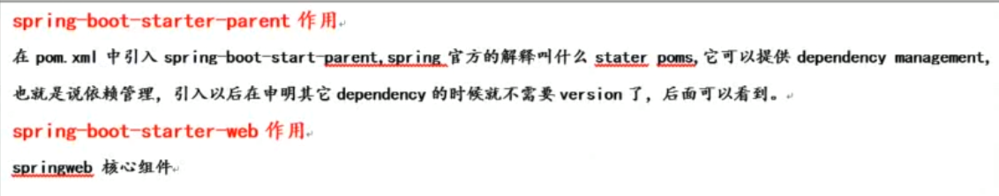 spring-boot-starter-parent 作用
在 pom.xml 中引入 spring-boot-start-parent,spring 官方的解释叫什么 stater poms,它可以提供 dependency management,
也就是说依赖管理，引入以后在申明其它 dependency 的时候就不需要 version 了，后面可以看到。
spring-boot-starter-web 作用
springweb 核心组件